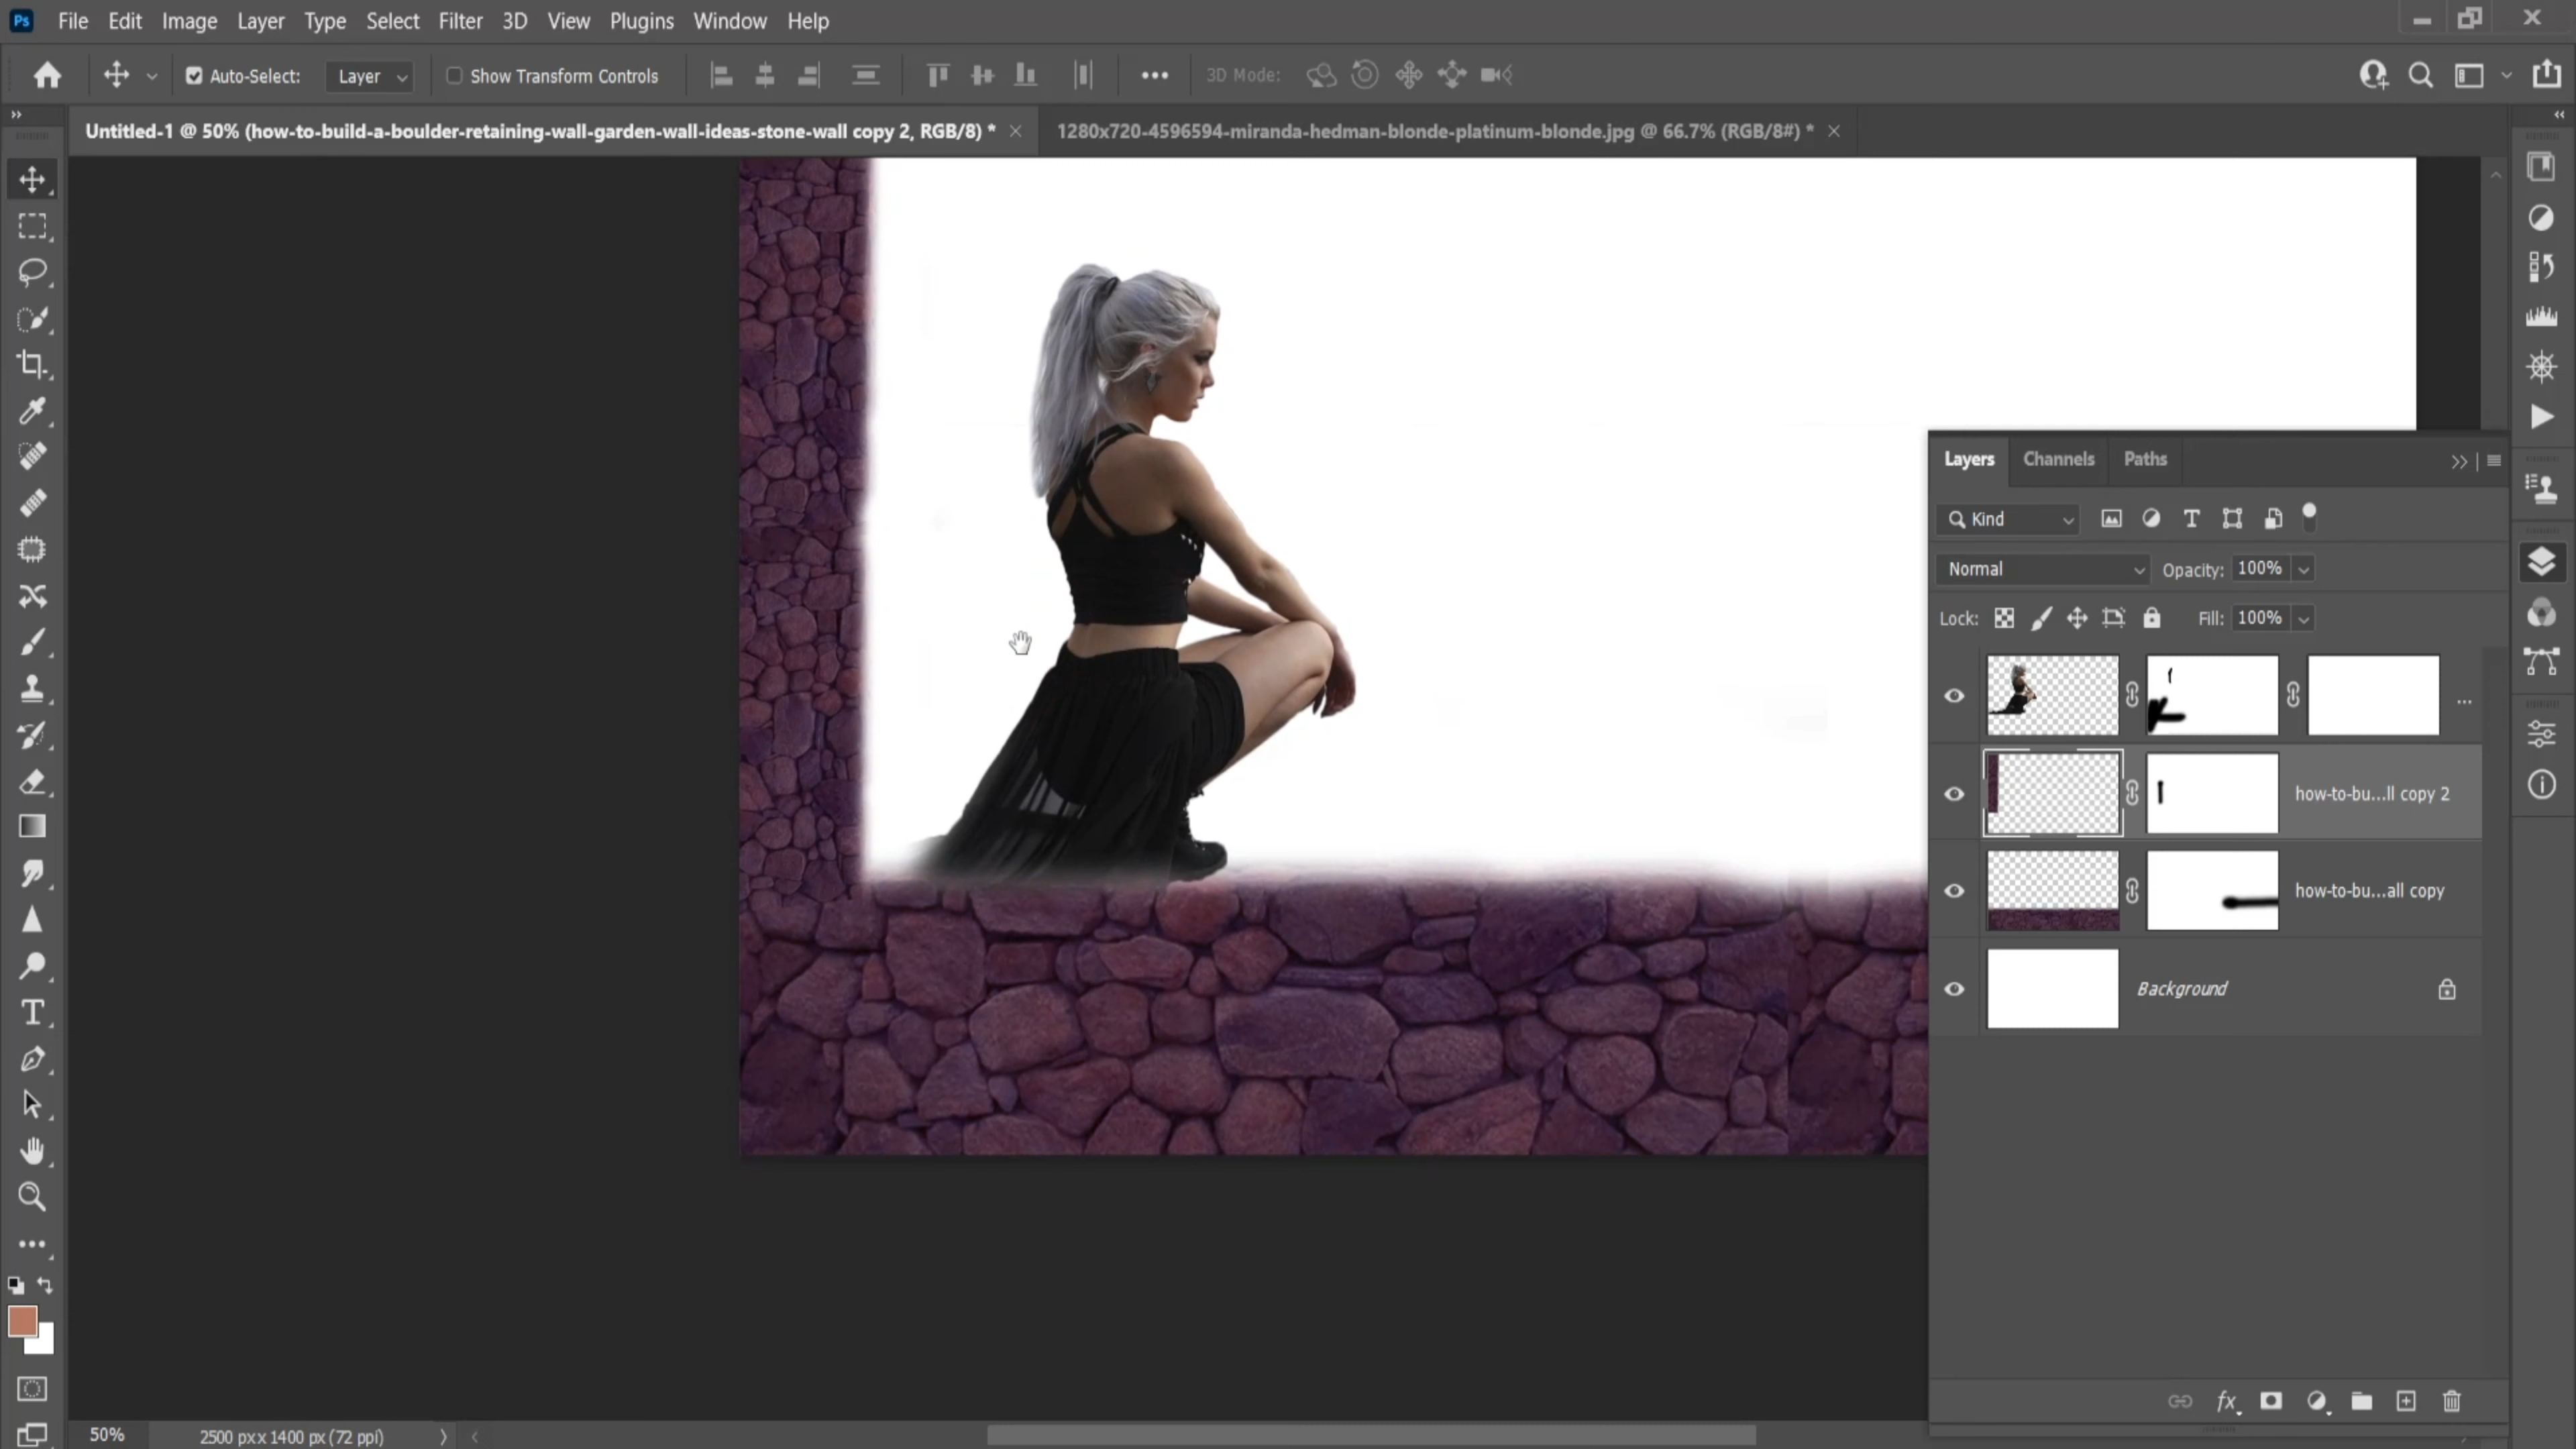 Ps File Edit Image Layer Type Select Filter 3D View Plugins Window Help
Auto-Select: Layer Show Transform Controls 3D Mode:
Untitled-1 @ 50% (how-to-build-a-boulder-retaining-wall-garden-wall-ideas-stone-wall copy 2, RGB/8) * 1280x720-4596594-miranda-hedman-blonde-platinum-blonde.jpg @ 66.7% (RGB/8#) *
Layers Channels Paths
Kind
Normal Opacity: 100%
Lock: Fill: 100%
how-to-bu...ll copy 2
how-to-bu...all copy
Background
50% 2500 px x 1400 px (72 ppi)